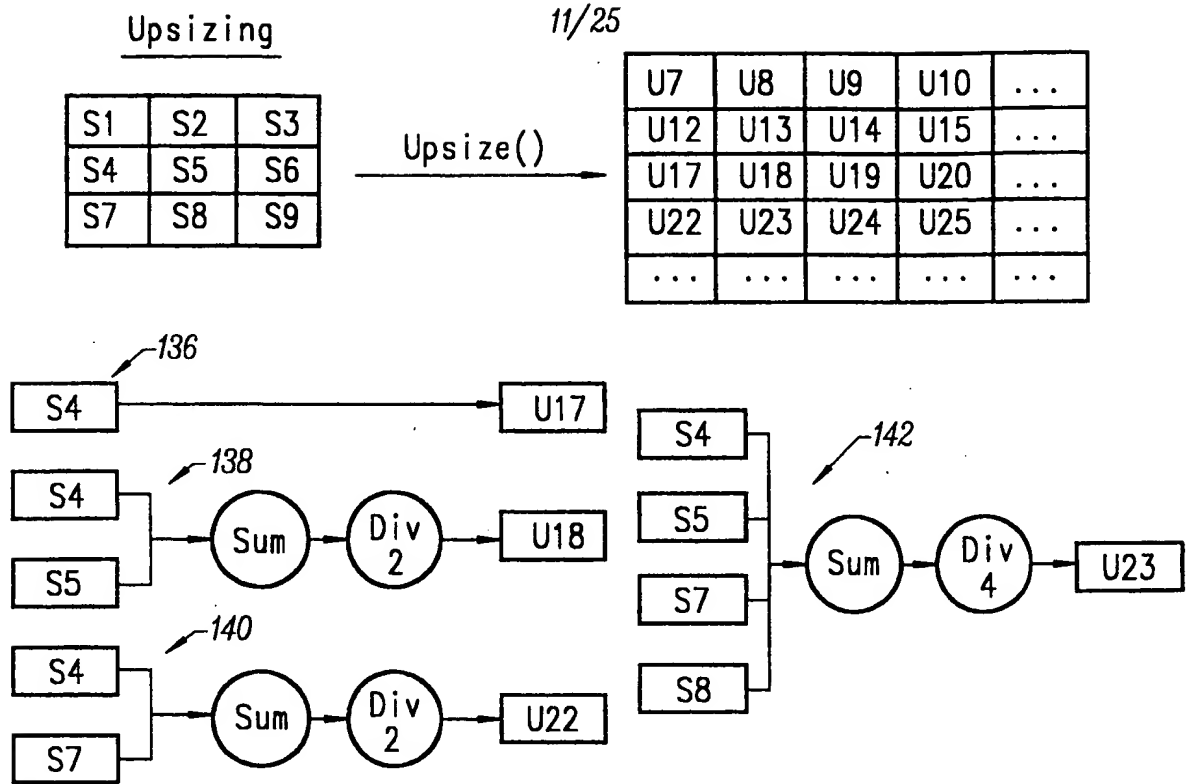 Upsizing
11/25
S1 S2 S3
S4 S5 S6
S7 S8 S9
Upsize()
U7 U8 U9 U10 ...
U12 U13 U14 U15 ...
U17 U18 U19 U20 ...
U22 U23 U24 U25 ...
... ... ... ... ...
136
S4 U17
138
S4
S5
Sum
Div 2
U18
140
S4
S7
Sum
Div 2
U22
142
S4
S5
S7
S8
Sum
Div 4
U23